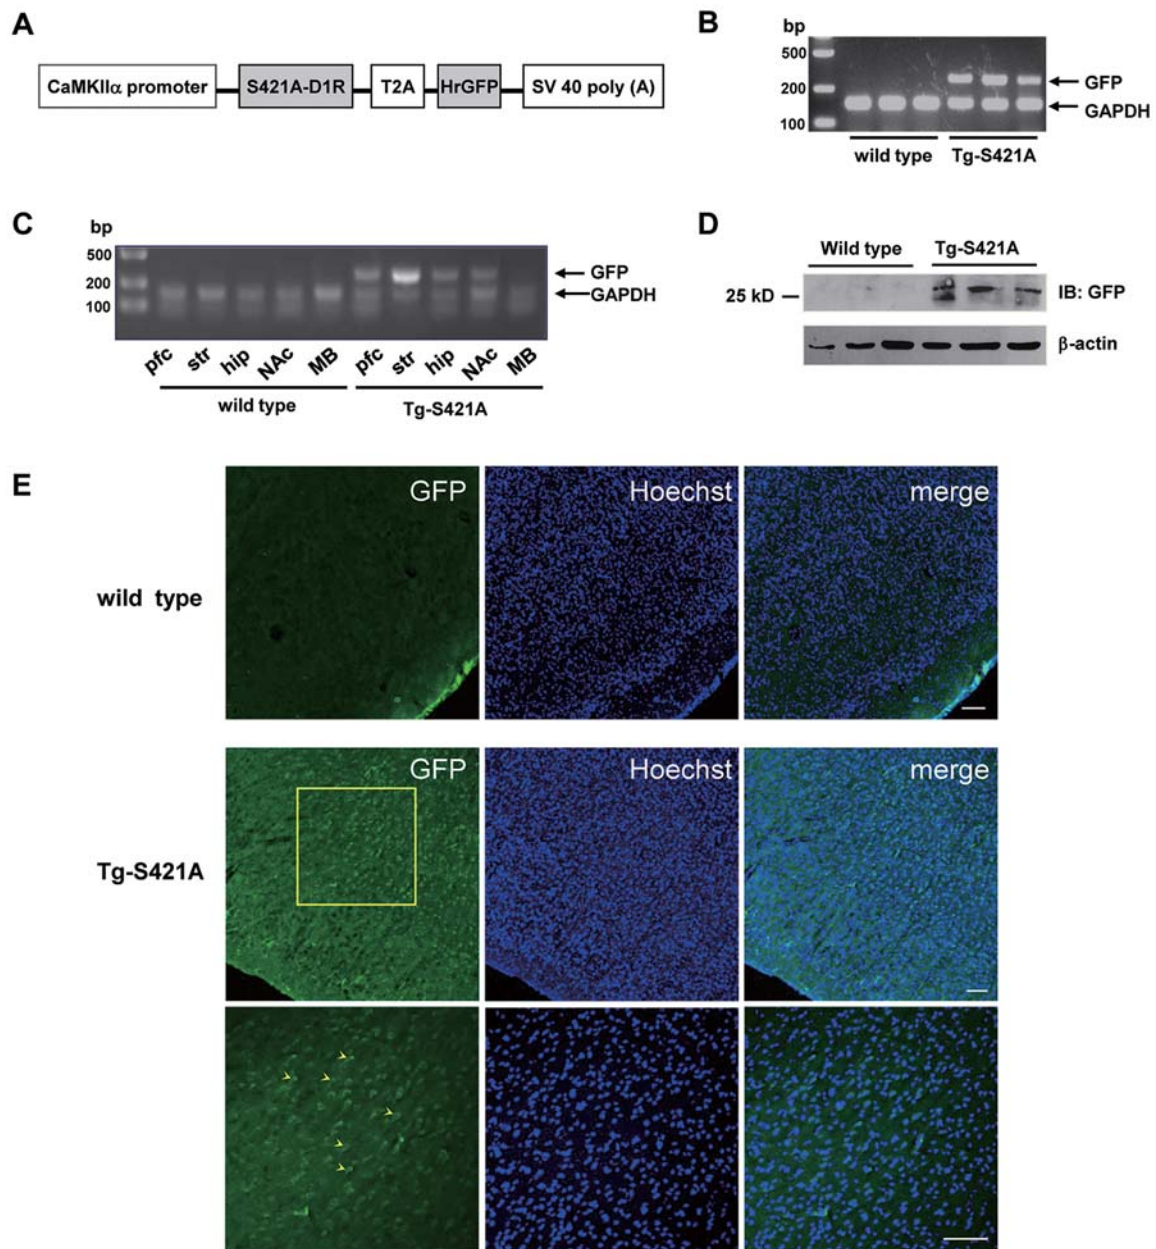 A
CaMKIIα promoter S421A-D1R T2A HrGFP SV 40 poly (A)
B
bp
500
200
100
GFP
GAPDH
wild type Tg-S421A
C
bp
500
200
100
GFP
GAPDH
pfc str hip NAc MB pfc str hip NAc MB
wild type Tg-S421A
D
Wild type Tg-S421A
25 kD
IB: GFP
β-actin
E
GFP Hoechst merge
wild type
GFP Hoechst merge
Tg-S421A